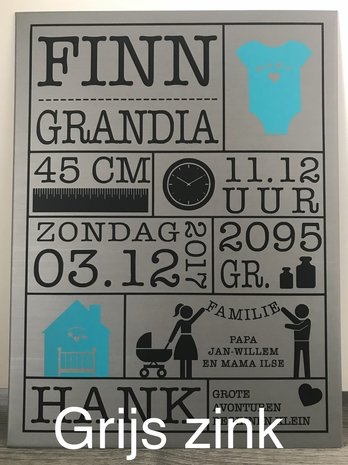 FINN
GRANDIA
45 CM
11.12
UUR
ZONDAG
03.12
2017
2095
GR.
FAMILIE
PAPA
JAN-WILLEM
EN MAMA ILSE
HANK
GROTE
AVONTUREN
Grijs zink